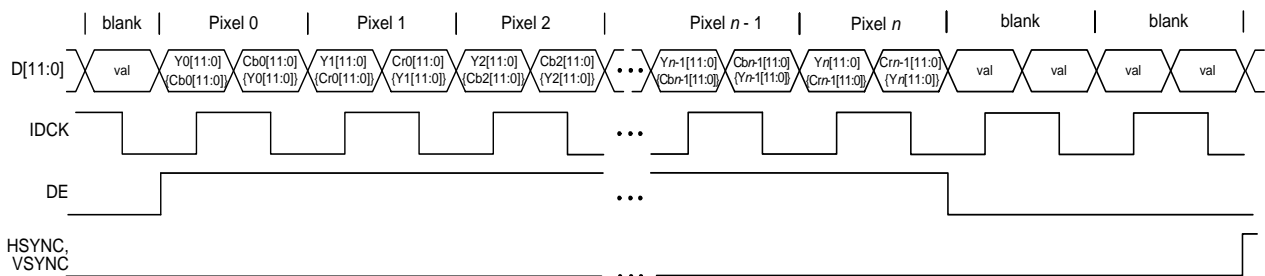 blank Pixel 0 Pixel 1 Pixel 2 Pixel n - 1 Pixel n blank blank
D[11:0] val Y0[11:0] Cb0[11:0] Y1[11:0] Cr0[11:0] Y2[11:0] Cb2[11:0] ••• Yn-1[11:0] Cbn-1[11:0] Yn[11:0] Crn-1[11:0] val val val val
{Cb0[11:0]} {Y0[11:0]} {Cr0[11:0]} {Y1[11:0]} {Cb2[11:0]} {Y2[11:0]} {Cbn-1[11:0]} {Yn-1[11:0]} {Crn-1[11:0]} {Yn[11:0]}
IDCK •••
DE •••
HSYNC,
VSYNC •••